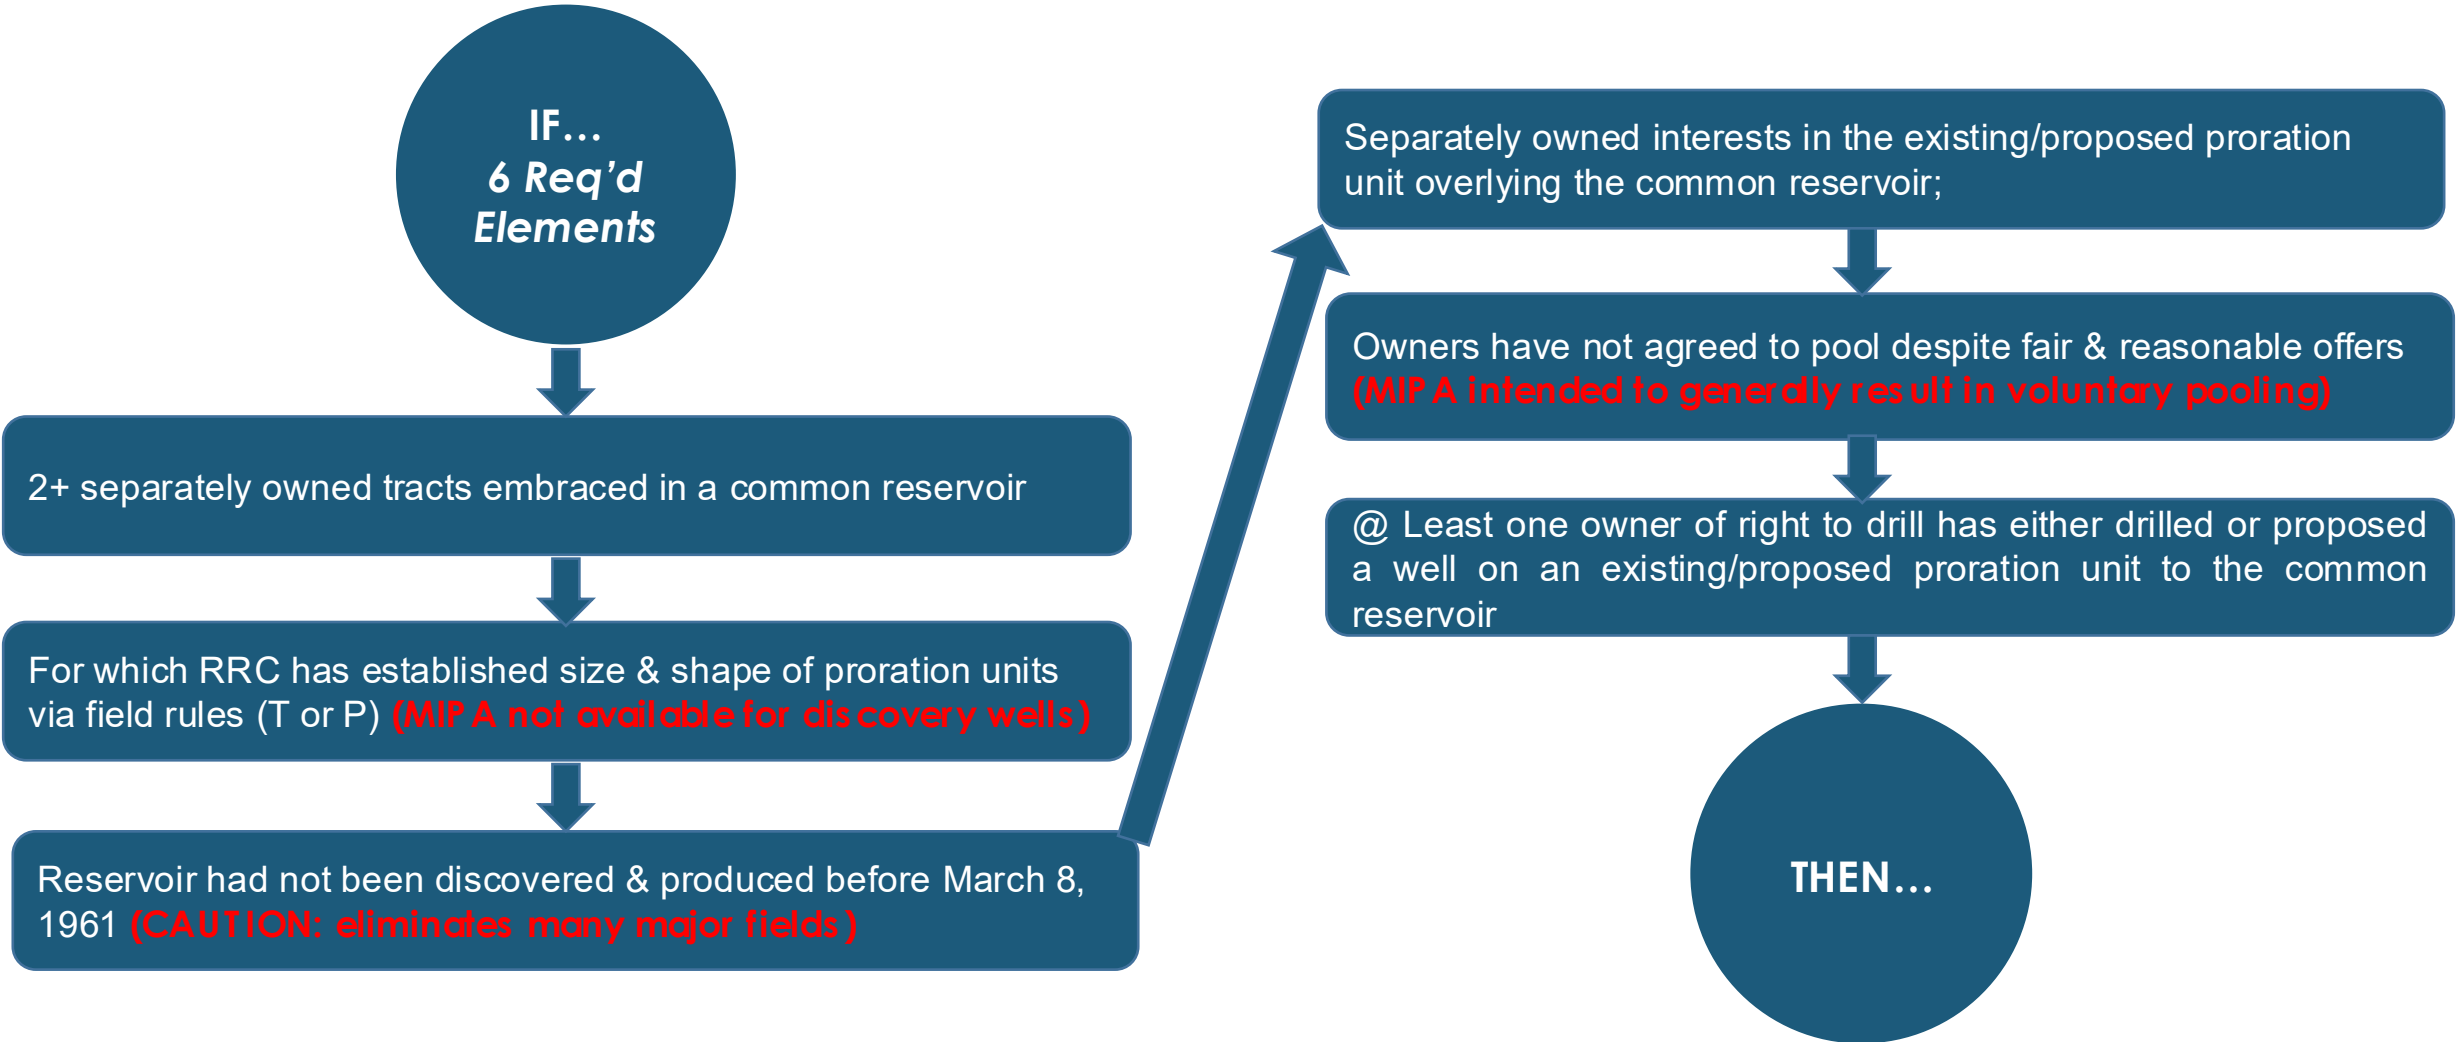 IF…
6 Req’d
Elements
2+ separately owned tracts embraced in a common reservoir
For which RRC has established size & shape of proration units
via field rules (T or P) (MIPA not available for discovery wells)
Reservoir had not been discovered & produced before March 8,
1961 (CAUTION: eliminates many major fields)
Separately owned interests in the existing/proposed proration
unit overlying the common reservoir;
Owners have not agreed to pool despite fair & reasonable offers
(MIPA intended to generally result in voluntary pooling)
@ Least one owner of right to drill has either drilled or proposed
a well on an existing/proposed proration unit to the common
reservoir
THEN…